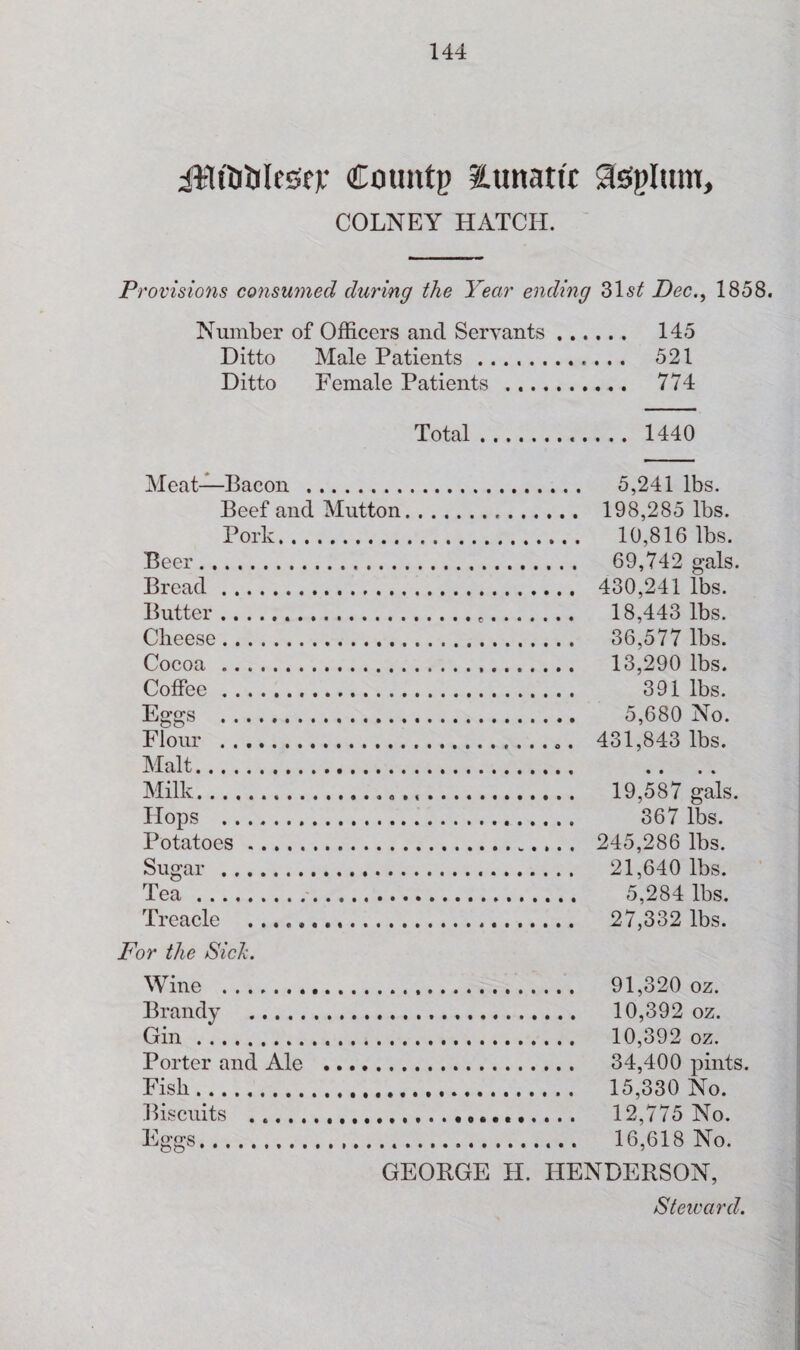 144
Middlesex County Lunatic Asylum,
COLNEY HATCH.
Provisions consumed during the Year ending 31st Dec., 1858.
Number of Officers and Servants ...... 145
Ditto Male Patients ............ 521
Ditto Female Patients .......... 774
Total ............ 1440
Meat—Bacon ........................ 5,241 lbs.
Beef and Mutton ................ 198,285 lbs.
Pork .......................... 10,816 lbs.
Beer ................................ 69,742 gals.
Bread .............................. 430,241 lbs.
Butter .............................. 18,443 lbs.
Cheese .............................. 36,577 lbs.
Cocoa .............................. 13,290 lbs.
Coffee .............................. 391 lbs.
Eggs .............................. 5,680 No.
Flour .............................. 431,843 lbs.
Malt ................................ .. ..
Milk ................................ 19,587 gals.
Hops .............................. 367 lbs.
Potatoes ............................ 245,286 lbs.
Sugar .............................. 21,640 lbs.
Tea ................................ 5,284 lbs.
Treacle ............................ 27,332 lbs.
For the Sick.
Wine .............................. 91,320 oz.
Brandy ............................ 10,392 oz.
Gin ................................ 10,392 oz.
Porter and Ale ...................... 34,400 pints.
Fish ................................ 15,330 No.
Biscuits ............................ 12,775 No.
Eggs ................................ 16,618 No.
GEORGE H. HENDERSON,
Steward.